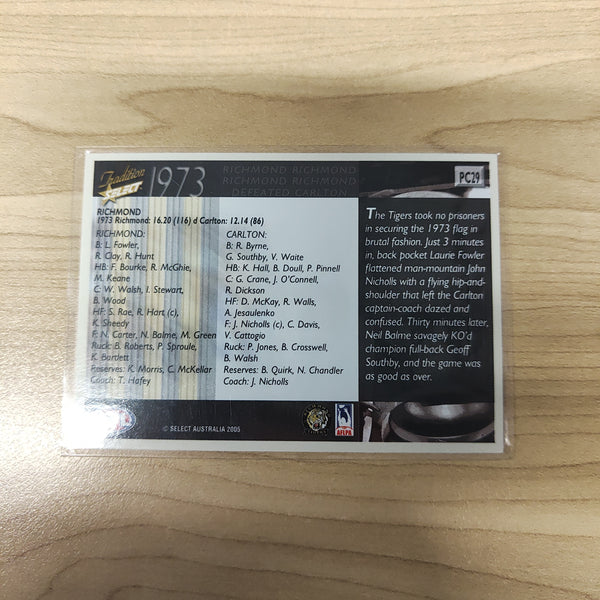 Tradition
SELECT
1973
RICHMOND RICHMOND
RICHMOND RICHMOND
DEFEATED CARLTON
PC29
RICHMOND
1973 Richmond: 16.20 (116) d Carlton: 12.14 (86)
RICHMOND:
B: L. Fowler,
R. Clay, R. Hunt
HB: F. Bourke, R. McGhie,
M. Keane
C: W. Walsh, I. Stewart,
B. Wood
HF: S. Rae, R. Hart (c),
K. Sheedy
F: N. Carter, N. Balme, M. Green
Ruck: B. Roberts, P. Sproule,
K. Bartlett
Reserves: K. Morris, C. McKellar
Coach: T. Hafey
CARLTON:
B: R. Byrne,
G. Southby, V. Waite
HB: K. Hall, B. Doull, P. Pinnell
C: G. Crane, J. O'Connell,
R. Dickson
HF: D. McKay, R. Walls,
A. Jesaulenko
F: J. Nicholls (c), C. Davis,
V. Cattogio
Ruck: P. Jones, B. Crosswell,
B. Walsh
Reserves: B. Quirk, N. Chandler
Coach: J. Nicholls
The Tigers took no prisoners
in securing the 1973 flag in
brutal fashion. Just 3 minutes
in, back pocket Laurie Fowler
flattened man-mountain John
Nicholls with a flying hip-and-
shoulder that left the Carlton
captain-coach dazed and
confused. Thirty minutes later,
Neil Balme savagely KO'd
champion full-back Geoff
Southby, and the game was
as good as over.
© SELECT AUSTRALIA 2005
AFLPA